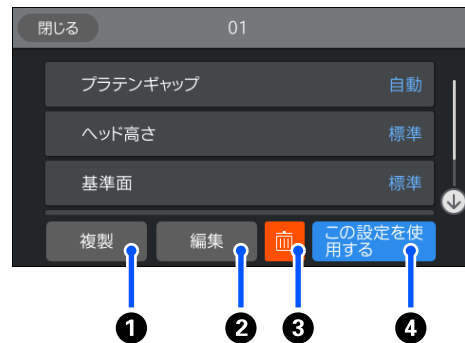 閉じる
01
プラテンギャップ 自動
ヘッド高さ 標準
基準面 標準
複製 編集 この設定を使
用する
1 2 3 4